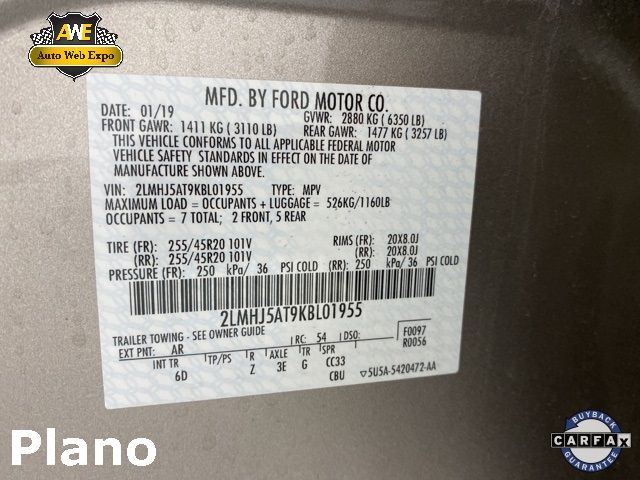 AWE
Auto Web Expo
MFD. BY FORD MOTOR CO.
DATE: 01/19 GVWR: 2880 KG ( 6350 LB)
FRONT GAWR: 1411 KG ( 3110 LB) REAR GAWR: 1477 KG ( 3257 LB)
THIS VEHICLE CONFORMS TO ALL APPLICABLE FEDERAL MOTOR
VEHICLE SAFETY STANDARDS IN EFFECT ON THE DATE OF
MANUFACTURE SHOWN ABOVE.
VIN: 2LMHJ5AT9KBL01955 TYPE: MPV
MAXIMUM LOAD = OCCUPANTS + LUGGAGE = 526KG/1160LB
OCCUPANTS = 7 TOTAL; 2 FRONT, 5 REAR
TIRE (FR): 255/45R20 101V RIMS (FR): 20X8.0J
(RR): 255/45R20 101V (RR): 20X8.0J
PRESSURE (FR): 250 kPa/ 36 PSI COLD (RR): 250 kPa/ 36 PSI COLD
2LMHJ5AT9KBL01955
TRAILER TOWING - SEE OWNER GUIDE
EXT PNT: AR RC: 54 DSO: F0097
R0056
INT TR TP/PS R AXLE TR SPR
6D Z 3E G CC33
CBU ▽5U5A-5420472-AA
Plano
BUYBACK
CARFAX
GUARANTEE